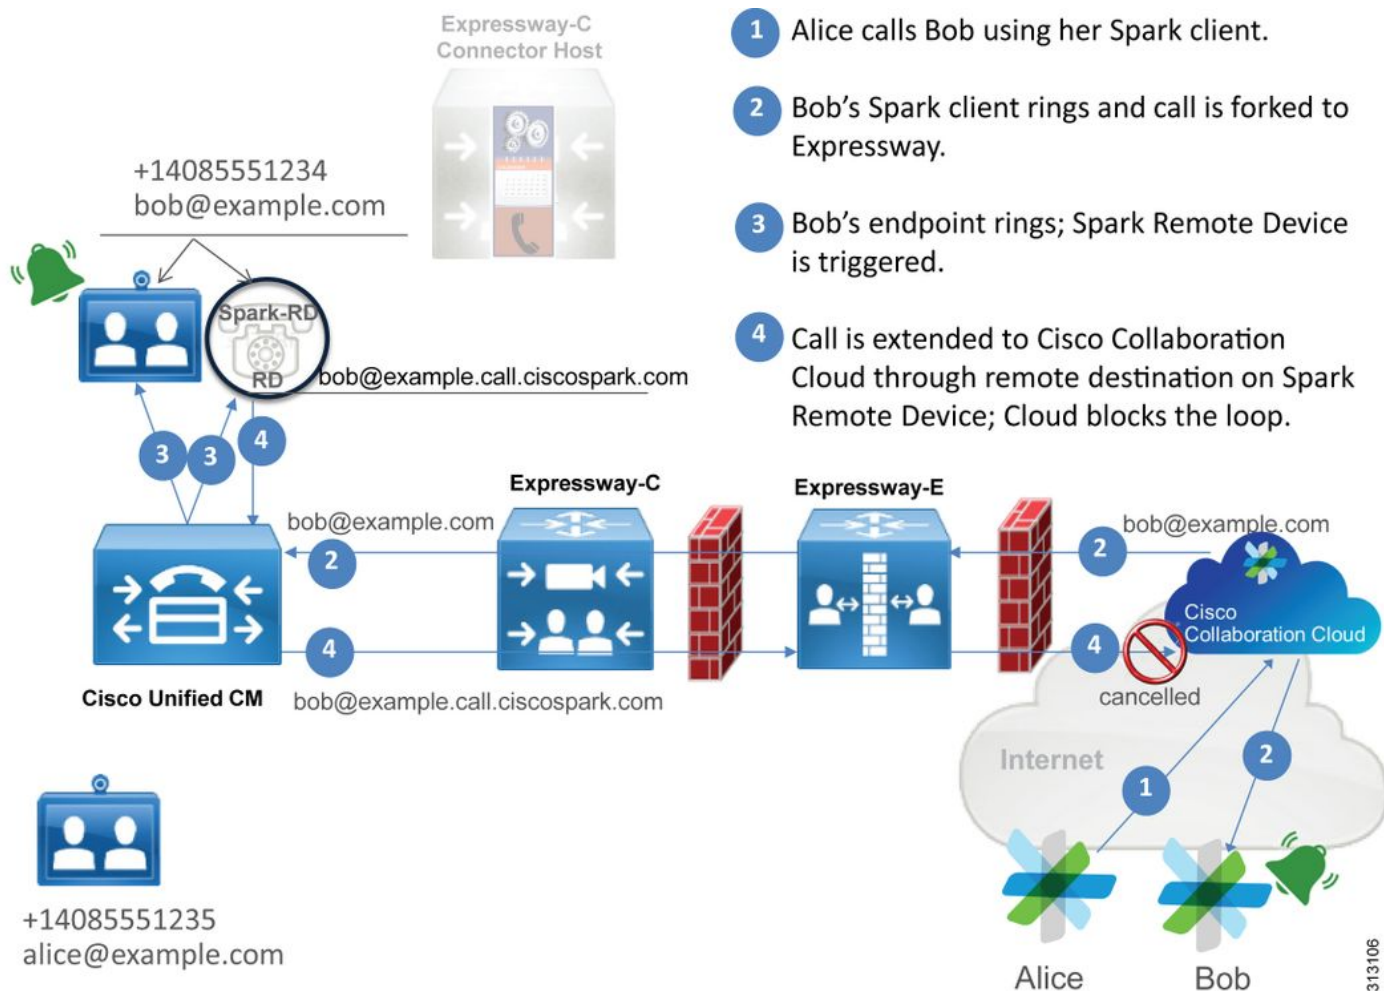 Expressway-C
Connector Host
1 Alice calls Bob using her Spark client.
2 Bob’s Spark client rings and call is forked to
Expressway.
3 Bob’s endpoint rings; Spark Remote Device
is triggered.
4 Call is extended to Cisco Collaboration
Cloud through remote destination on Spark
Remote Device; Cloud blocks the loop.
+14085551234
bob@example.com
Spark-RD
RD
bob@example.call.ciscospark.com
3
3
4
Expressway-C
Expressway-E
bob@example.com
bob@example.com
2
2
Cisco
Collaboration Cloud
4
4
cancelled
Cisco Unified CM
bob@example.call.ciscospark.com
Internet
1
2
+14085551235
alice@example.com
Alice
Bob
313106